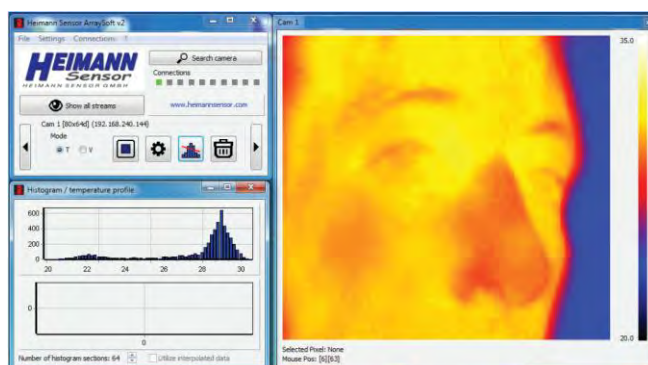 Heimann Sensor ArraySoft v2
File Settings Connections ?
HEIMANN
Sensor
HEIMANN SENSOR GMBH
Search camera
Connections
Show all streams
www.heimannsensor.com
Cam 1 [80x64d] (192.168.240.144)
Mode
T V
Histogram / temperature profile
600
400
200
0
20 22 24 26 28 30
0
0
Number of histogram sections: 64 Utilize interpolated data
Cam 1
35.0
20.0
Selected Pixel: None
Mouse Pos: [6][63]